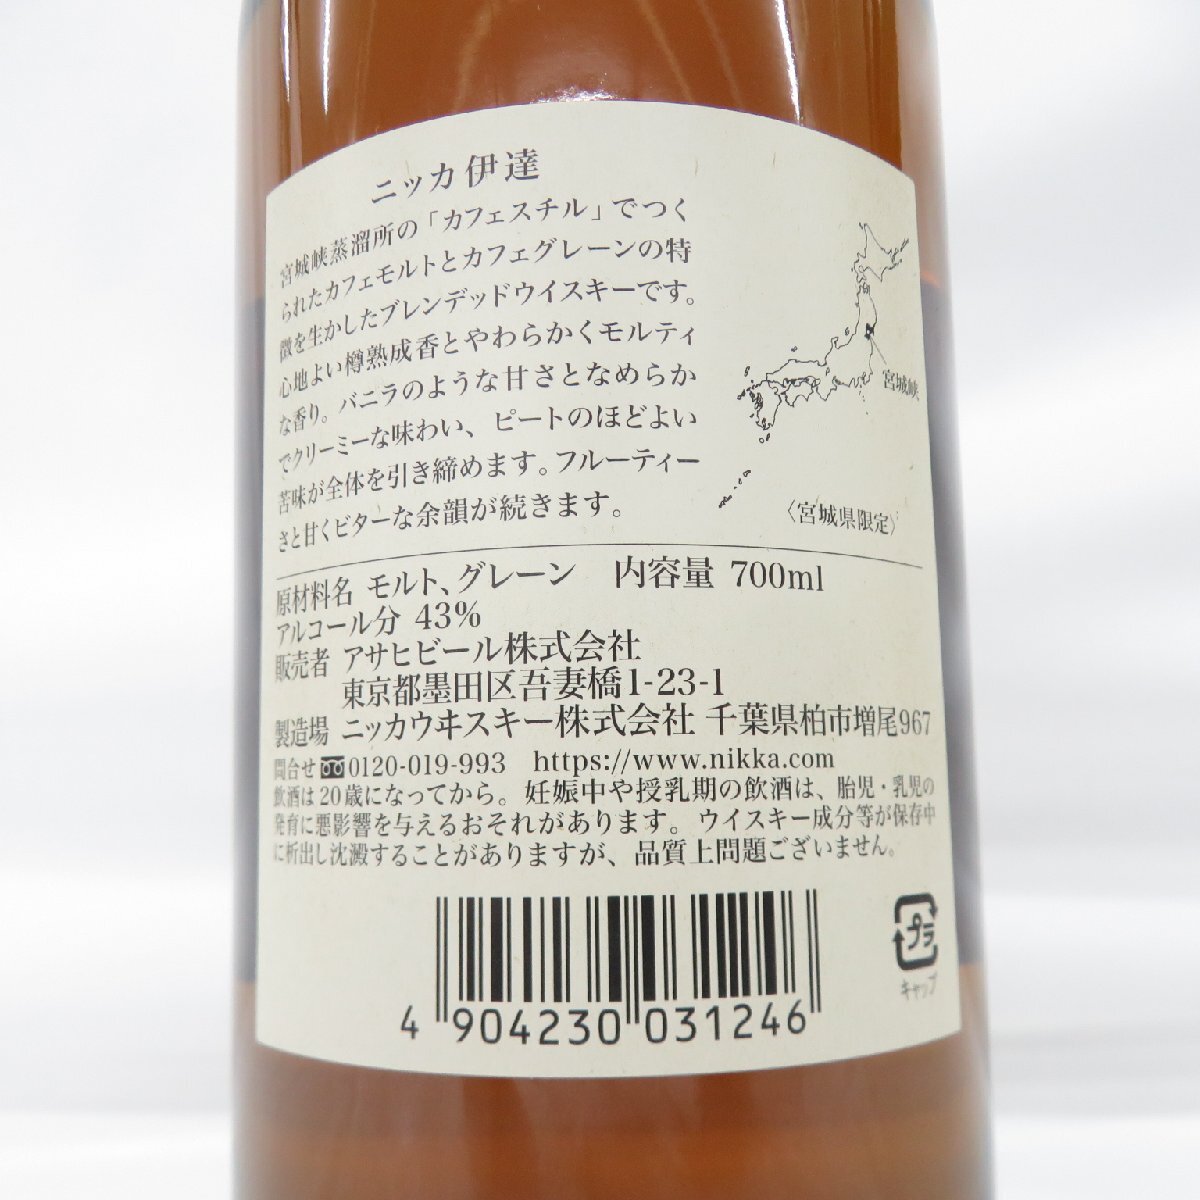 ニッカ伊達
宮城峡蒸溜所の「カフェスチル」でつく
られたカフェモルトとカフェグレーンの特
徴を生かしたブレンデッドウイスキーです。
心地よい樽熟成香とやわらかくモルティ
な香り。バニラのような甘さとなめらか
でクリーミーな味わい、ピートのほどよい
苦味が全体を引き締めます。フルーティー
さと甘くビターな余韻が続きます。
宮城峡
〈宮城県限定〉
原材料名 モルト、グレーン 内容量 700ml
アルコール分 43%
販売者 アサヒビール株式会社
東京都墨田区吾妻橋1-23-1
製造場 ニッカウヰスキー株式会社 千葉県柏市増尾967
問合せ 0120-019-993 https://www.nikka.com
飲酒は20歳になってから。妊娠中や授乳期の飲酒は、胎児・乳児の
発育に悪影響を与えるおそれがあります。ウイスキー成分等が保存中
に析出し沈澱することがありますが、品質上問題ございません。
プラ
キャップ
4 904230 031246